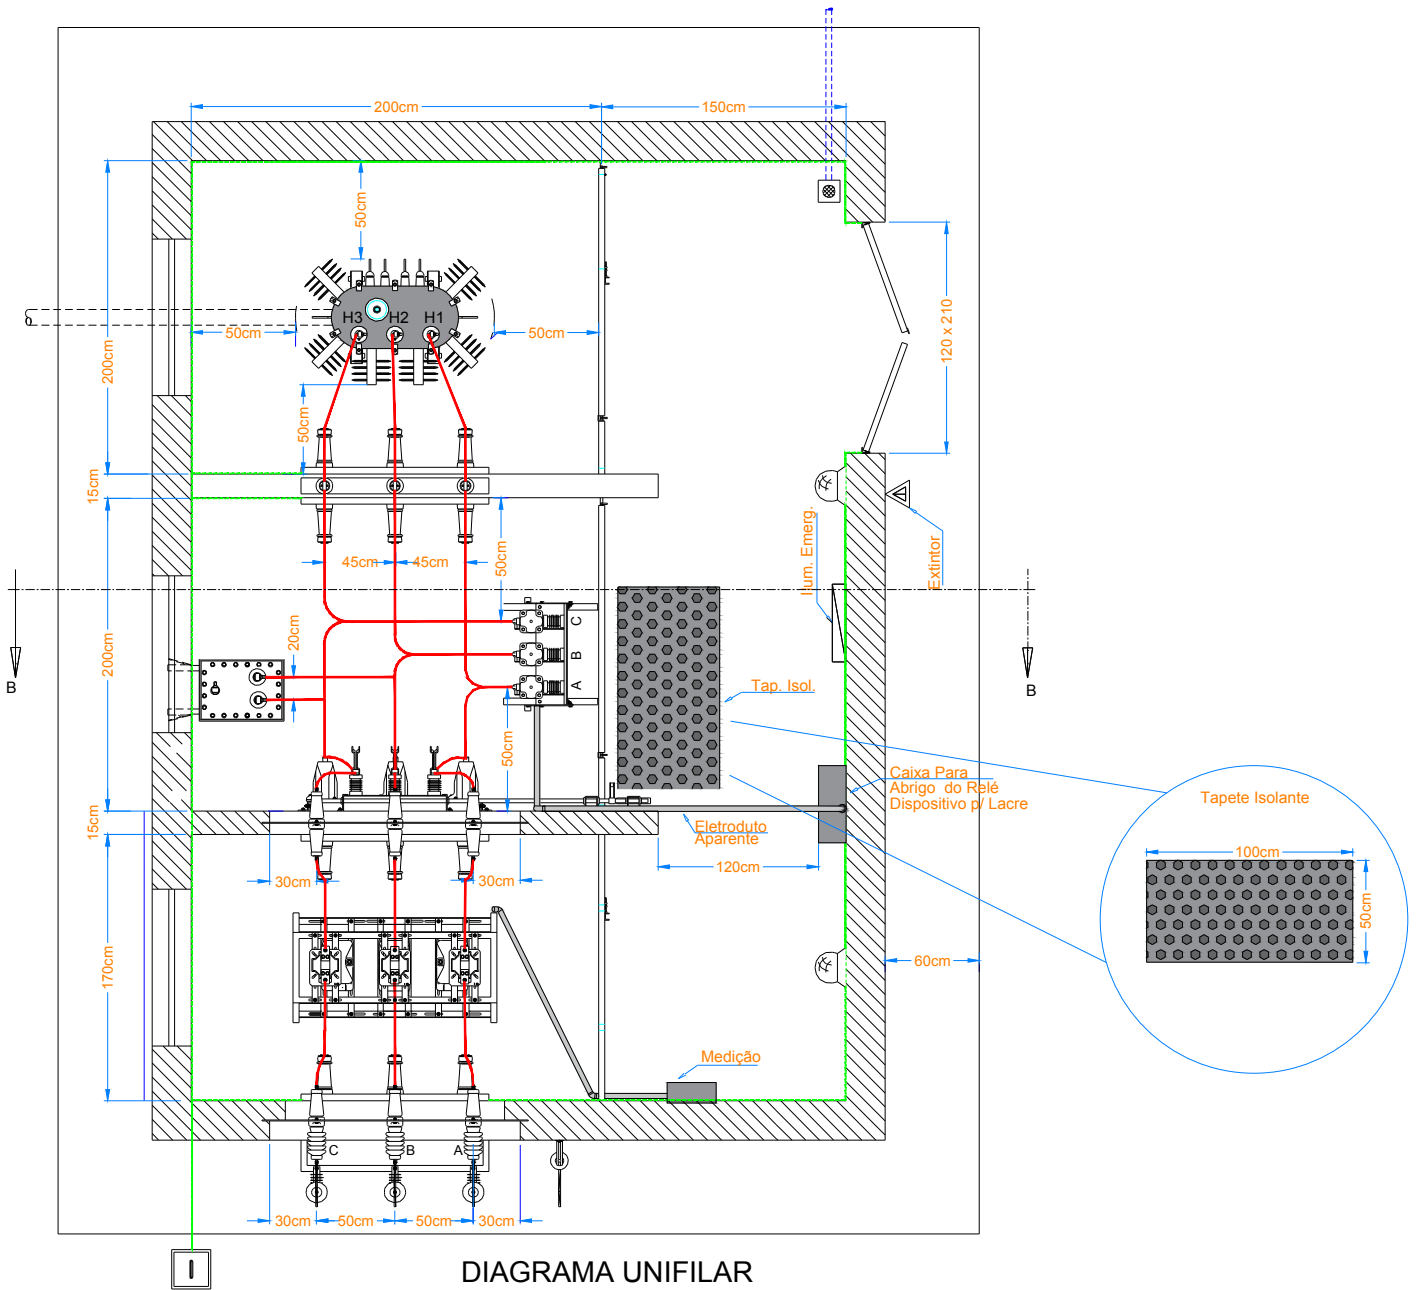 200cm
150cm
50cm
H3
H2
H1
50cm
50cm
120 x 210
200cm
50cm
15cm
45cm
45cm
50cm
Ilum. Emerg.
Extintor
C
20cm
B
A
200cm
B
B
Tap. Isol.
50cm
Caixa Para
Abrigo do Relé
Dispositivo p/ Lacre
Tapete Isolante
15cm
Eletroduto
Aparente
100cm
50cm
120cm
30cm
30cm
170cm
60cm
Medição
C
B
A
30cm
50cm
50cm
30cm
DIAGRAMA UNIFILAR